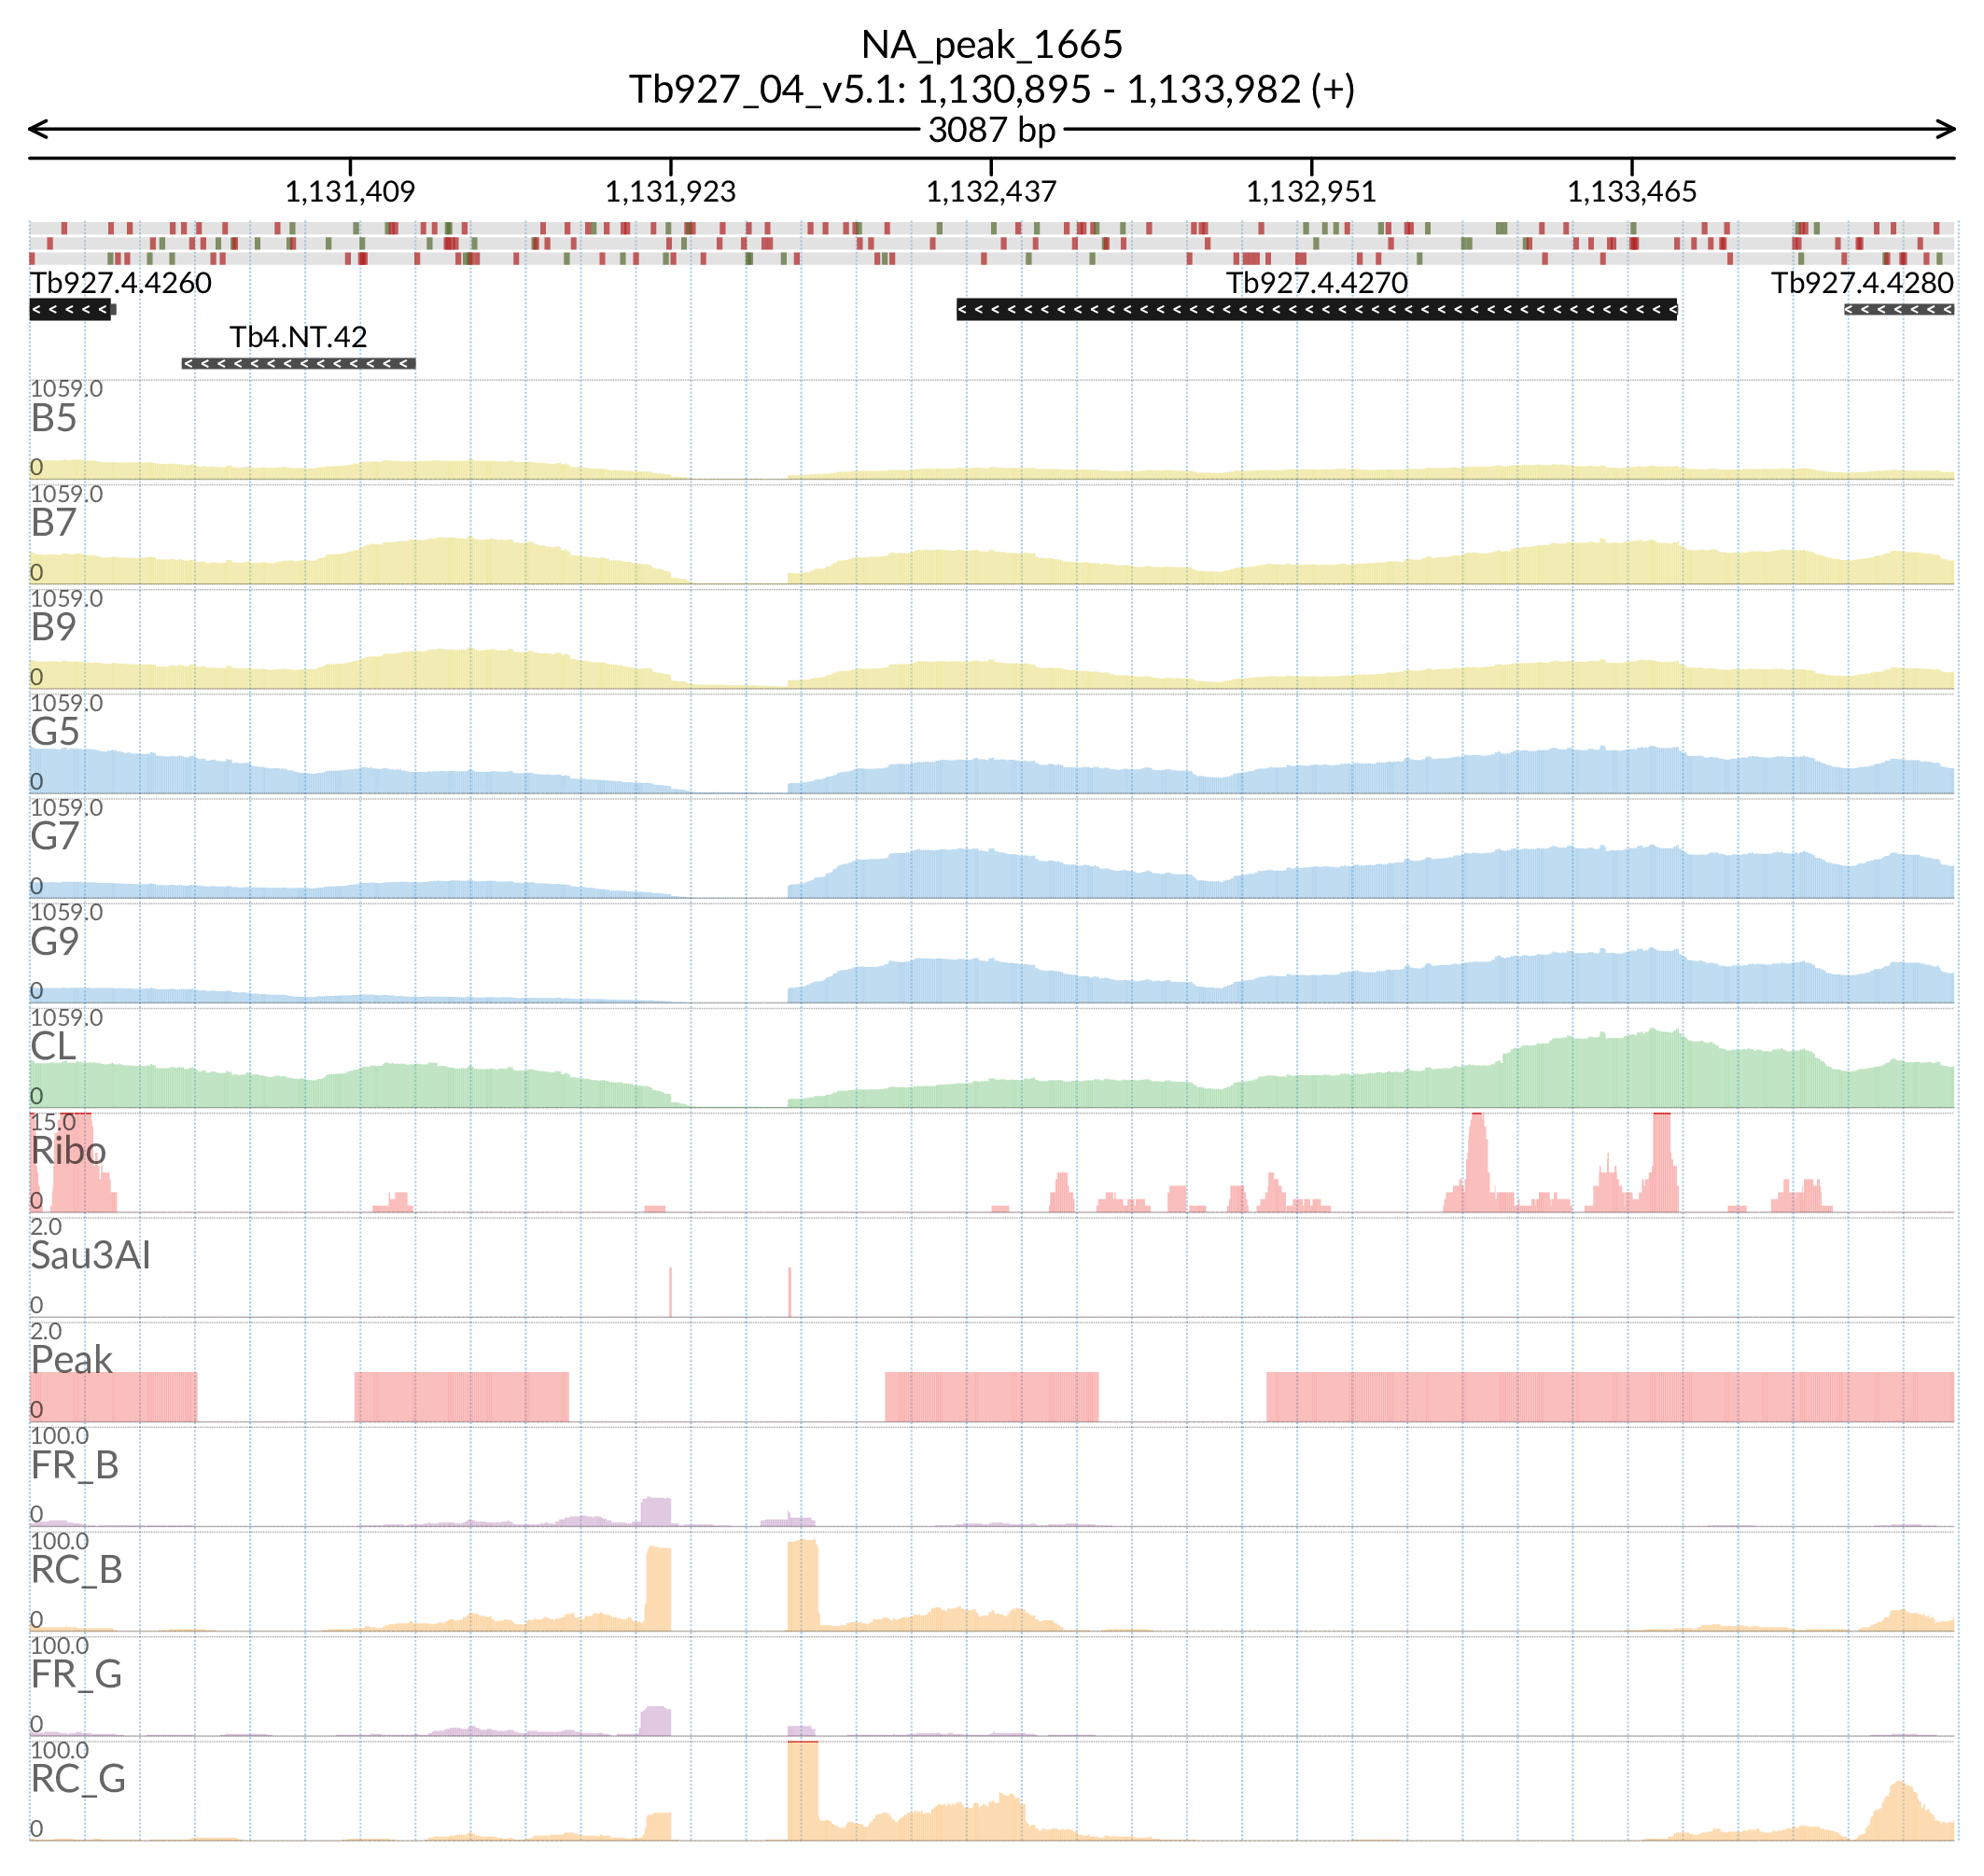 NA_peak_1665
Tb927_04_v5.1: 1,130,895 - 1,133,982 (+)
3087 bp
1,131,409 1,131,923 1,132,437 1,132,951 1,133,465
Tb927.4.4260 Tb927.4.4270 Tb927.4.4280
Tb4.NT.42
1059.0
B5
0
1059.0
B7
0
1059.0
B9
0
1059.0
G5
0
1059.0
G7
0
1059.0
G9
0
1059.0
CL
0
15.0
Ribo
0
2.0
Sau3AI
0
2.0
Peak
0
100.0
FR_B
0
100.0
RC_B
0
100.0
FR_G
0
100.0
RC_G
0